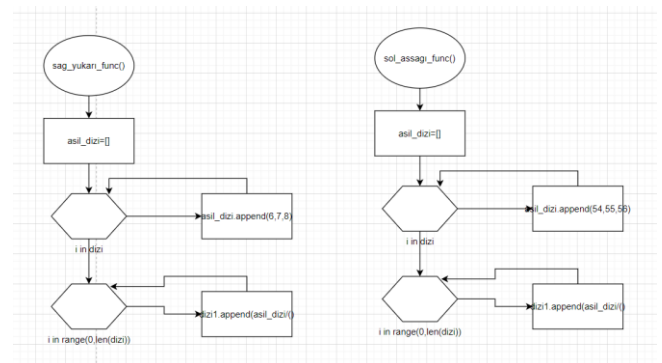 sag_yukarı_func()
asil_dizi=[]
asil_dizi.append(6,7,8)
i in dizi
dizi1.append(asil_dizi/()
i in range(0,len(dizi))
sol_assagı_func()
asil_dizi=[]
asil_dizi.append(54,55,56)
i in dizi
dizi1.append(asil_dizi/()
i in range(0,len(dizi))